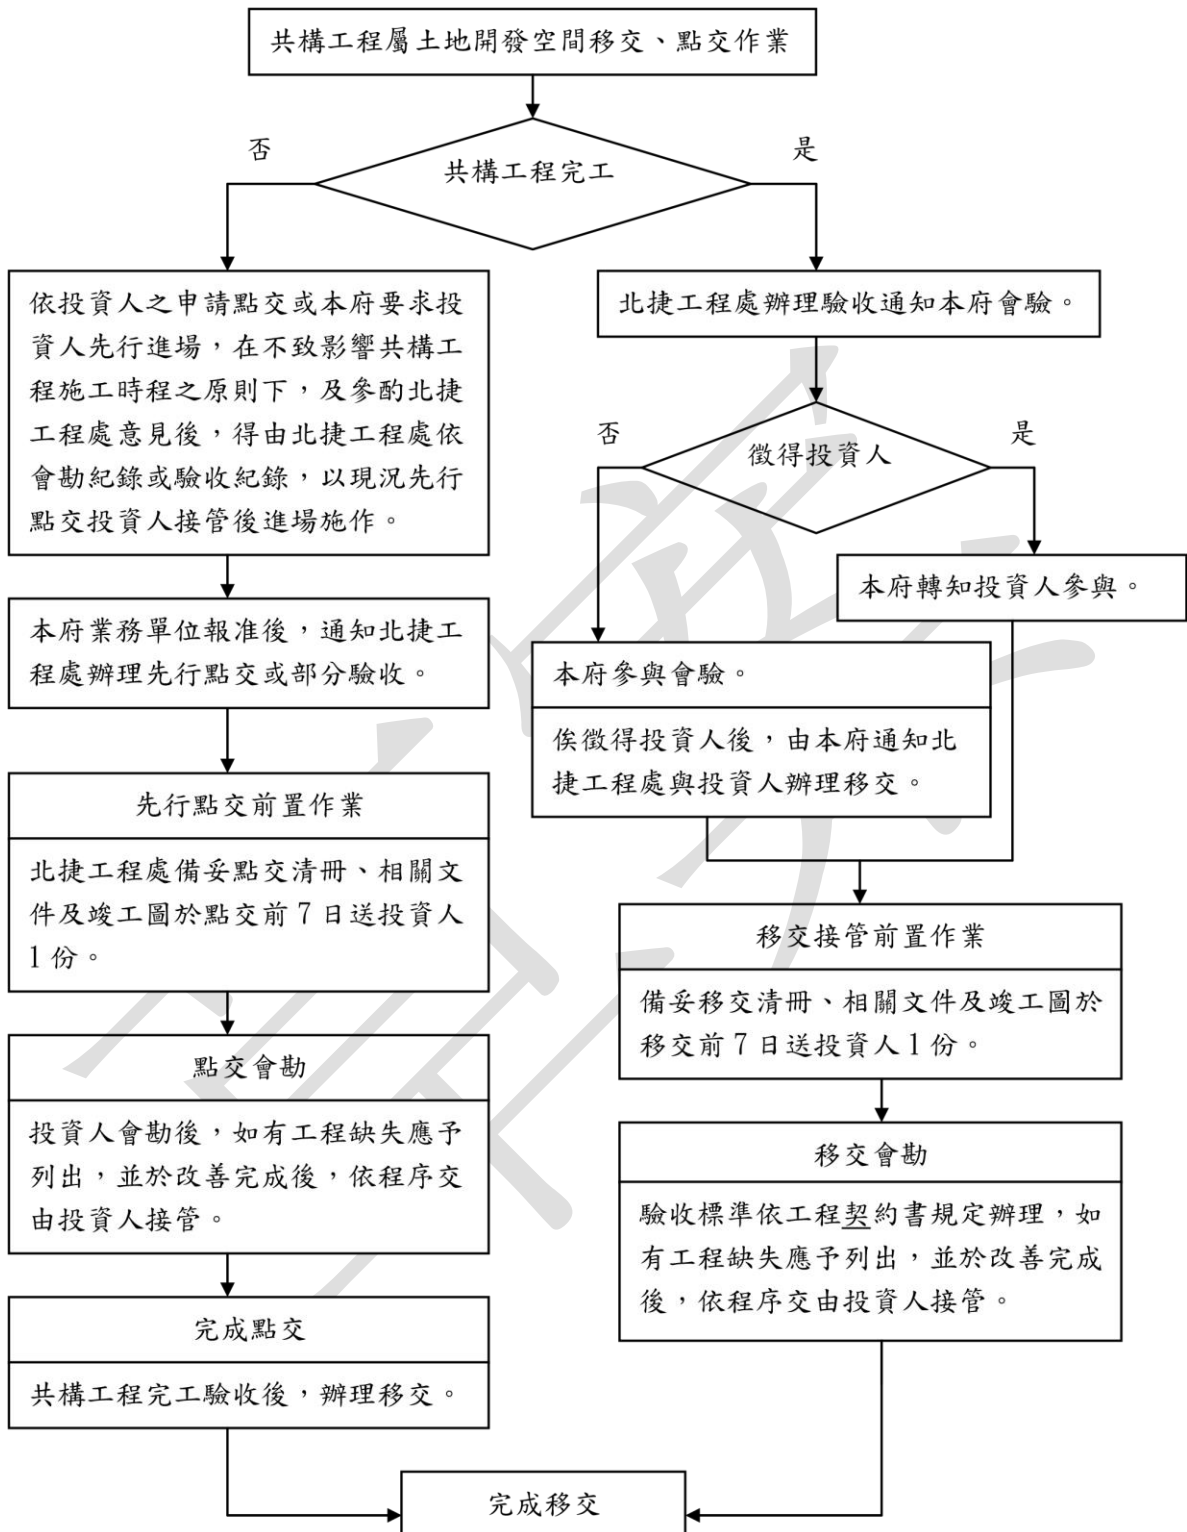 共構工程屬土地開發空間移交、點交作業
否
是
共構工程完工
依投資人之申請點交或本府要求投
資人先行進場，在不致影響共構工
程施工時程之原則下，及參酌北捷
工程處意見後，得由北捷工程處依
會勘紀錄或驗收紀錄，以現況先行
點交投資人接管後進場施作。
本府業務單位報准後，通知北捷工
程處辦理先行點交或部分驗收。
先行點交前置作業
北捷工程處備妥點交清冊、相關文
件及竣工圖於點交前7日送投資人
1份。
點交會勘
投資人會勘後，如有工程缺失應予
列出，並於改善完成後，依程序交
由投資人接管。
完成點交
共構工程完工驗收後，辦理移交。
北捷工程處辦理驗收通知本府會驗。
否
是
徵得投資人
本府轉知投資人參與。
本府參與會驗。
俟徵得投資人後，由本府通知北
捷工程處與投資人辦理移交。
移交接管前置作業
備妥移交清冊、相關文件及竣工圖於
移交前7日送投資人1份。
移交會勘
驗收標準依工程契約書規定辦理，如
有工程缺失應予列出，並於改善完成
後，依程序交由投資人接管。
完成移交